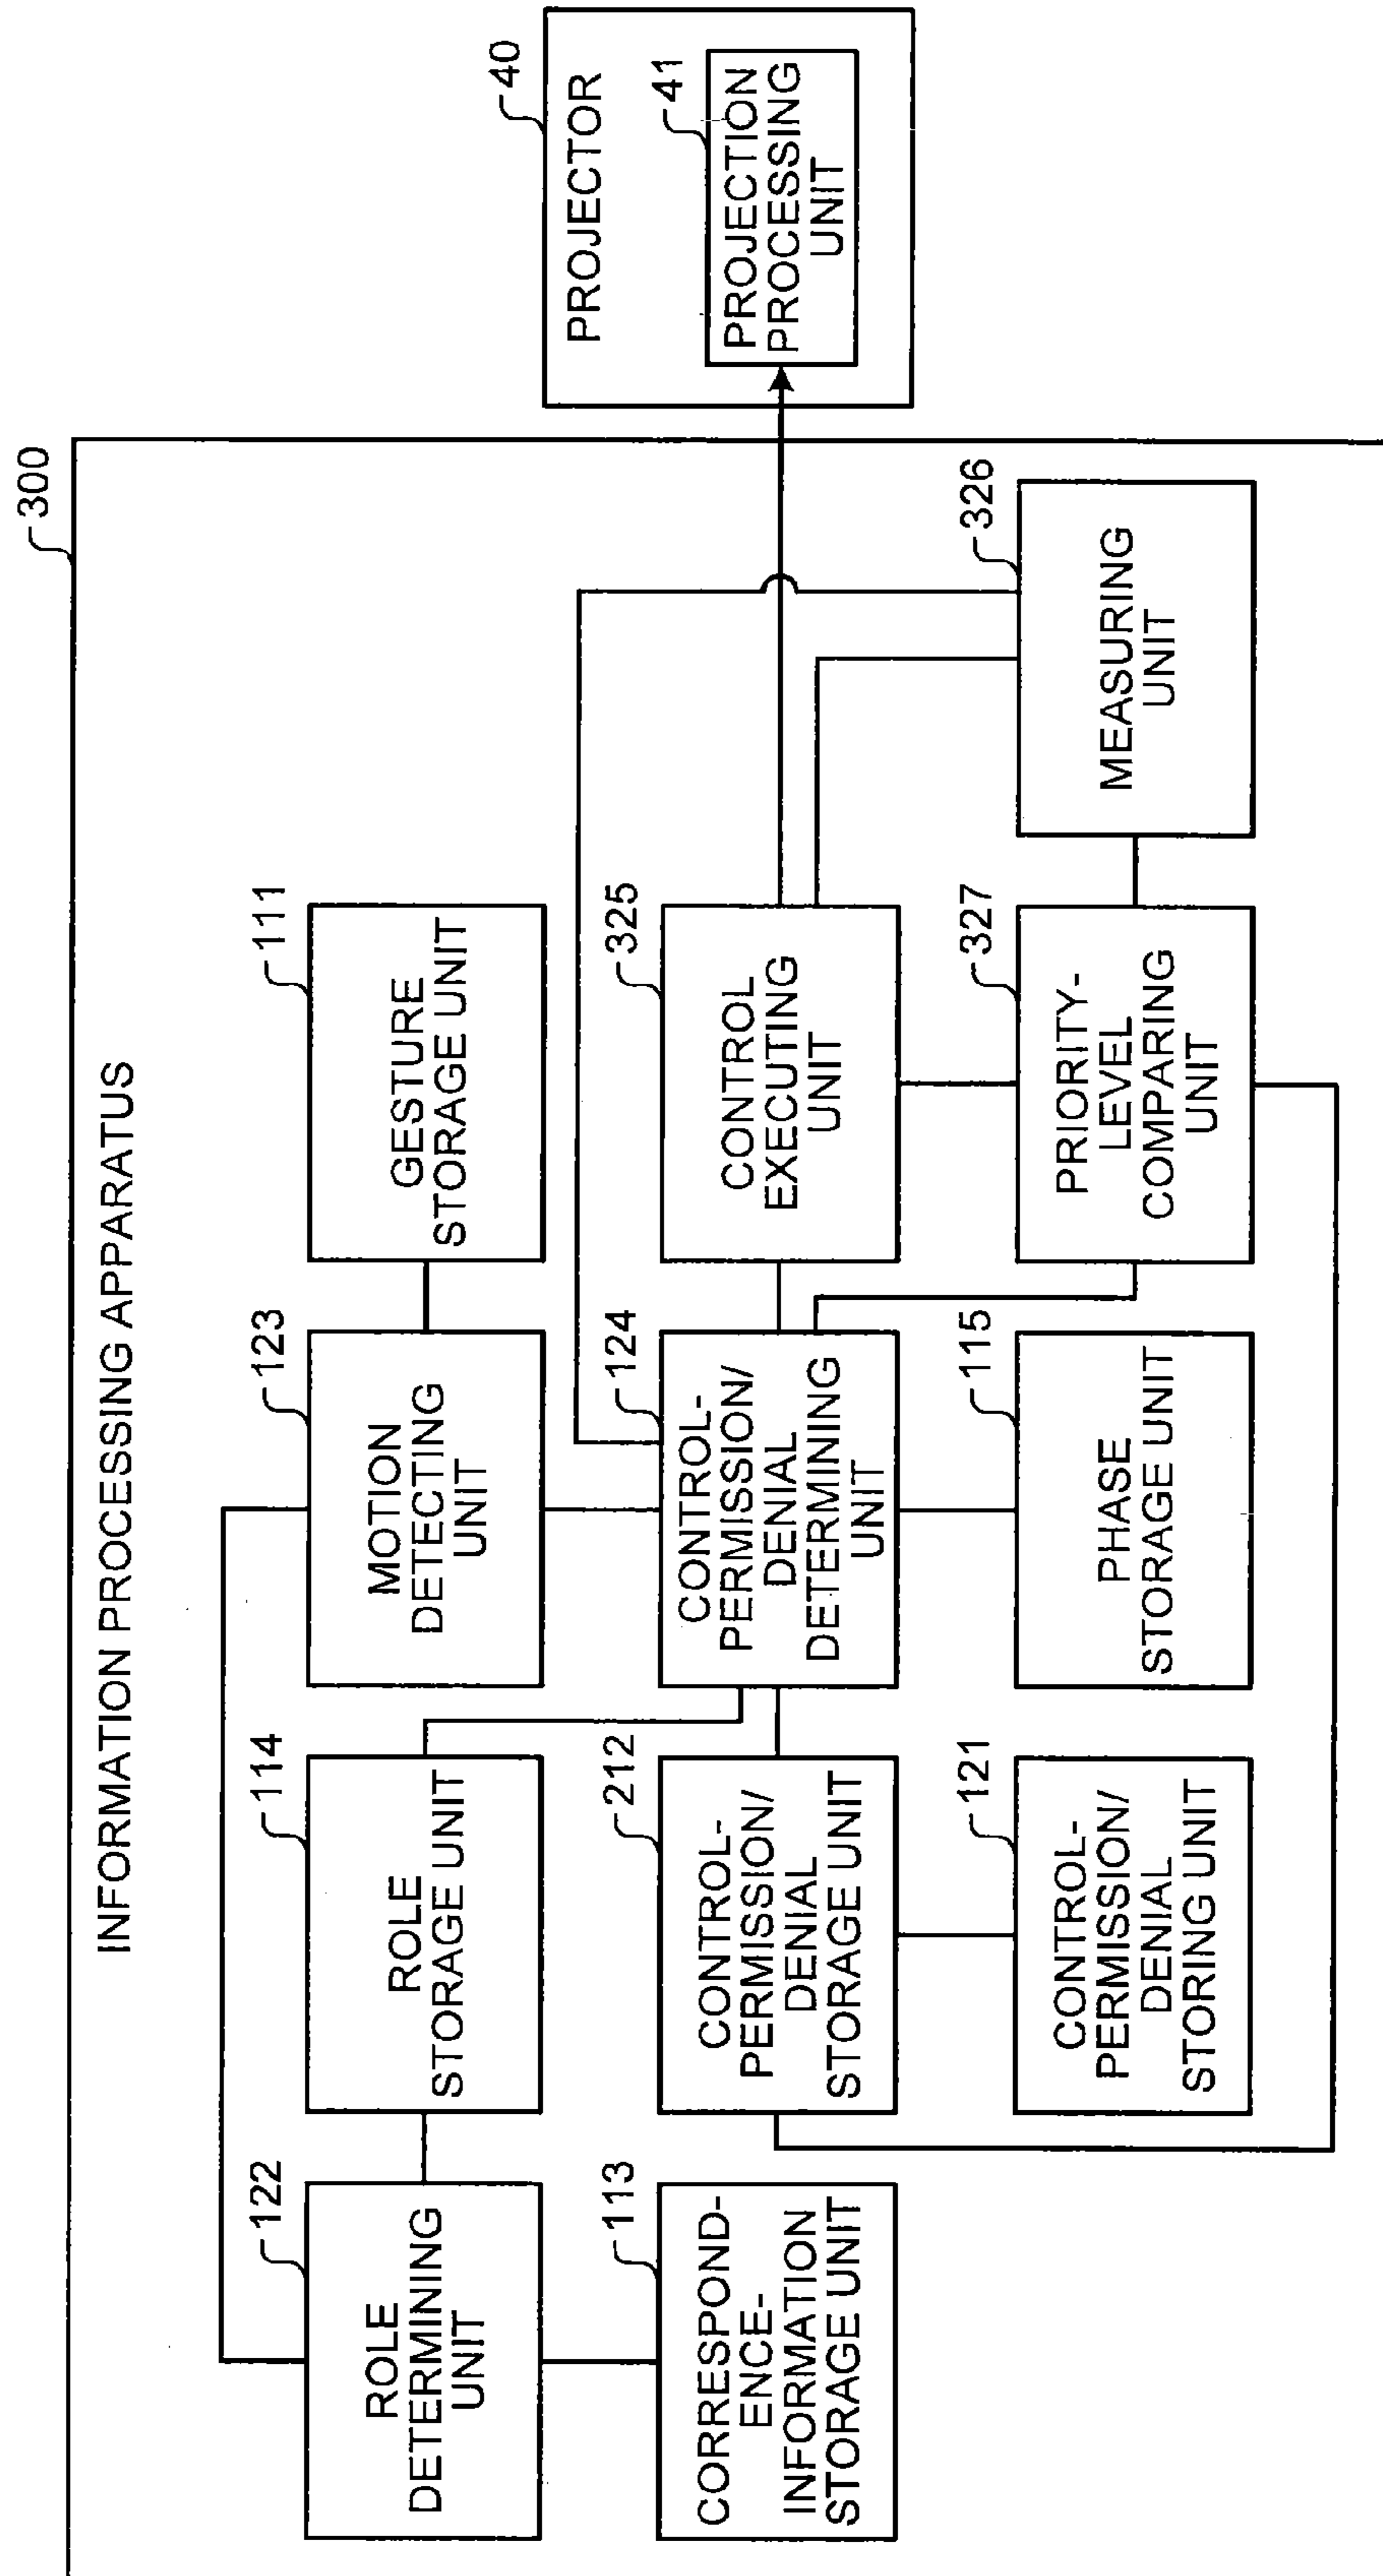 300
INFORMATION PROCESSING APPARATUS
122
ROLE
DETERMINING
UNIT
114
ROLE
STORAGE UNIT
123
MOTION
DETECTING
UNIT
111
GESTURE
STORAGE UNIT
113
CORRESPOND-
ENCE-
INFORMATION
STORAGE UNIT
212
CONTROL-
PERMISSION/
DENIAL
STORAGE UNIT
124
CONTROL-
PERMISSION/
DENIAL
DETERMINING
UNIT
325
CONTROL
EXECUTING
UNIT
121
CONTROL-
PERMISSION/
DENIAL
STORING UNIT
115
PHASE
STORAGE UNIT
327
PRIORITY-
LEVEL
COMPARING
UNIT
326
MEASURING
UNIT
40
PROJECTOR
41
PROJECTION
PROCESSING
UNIT